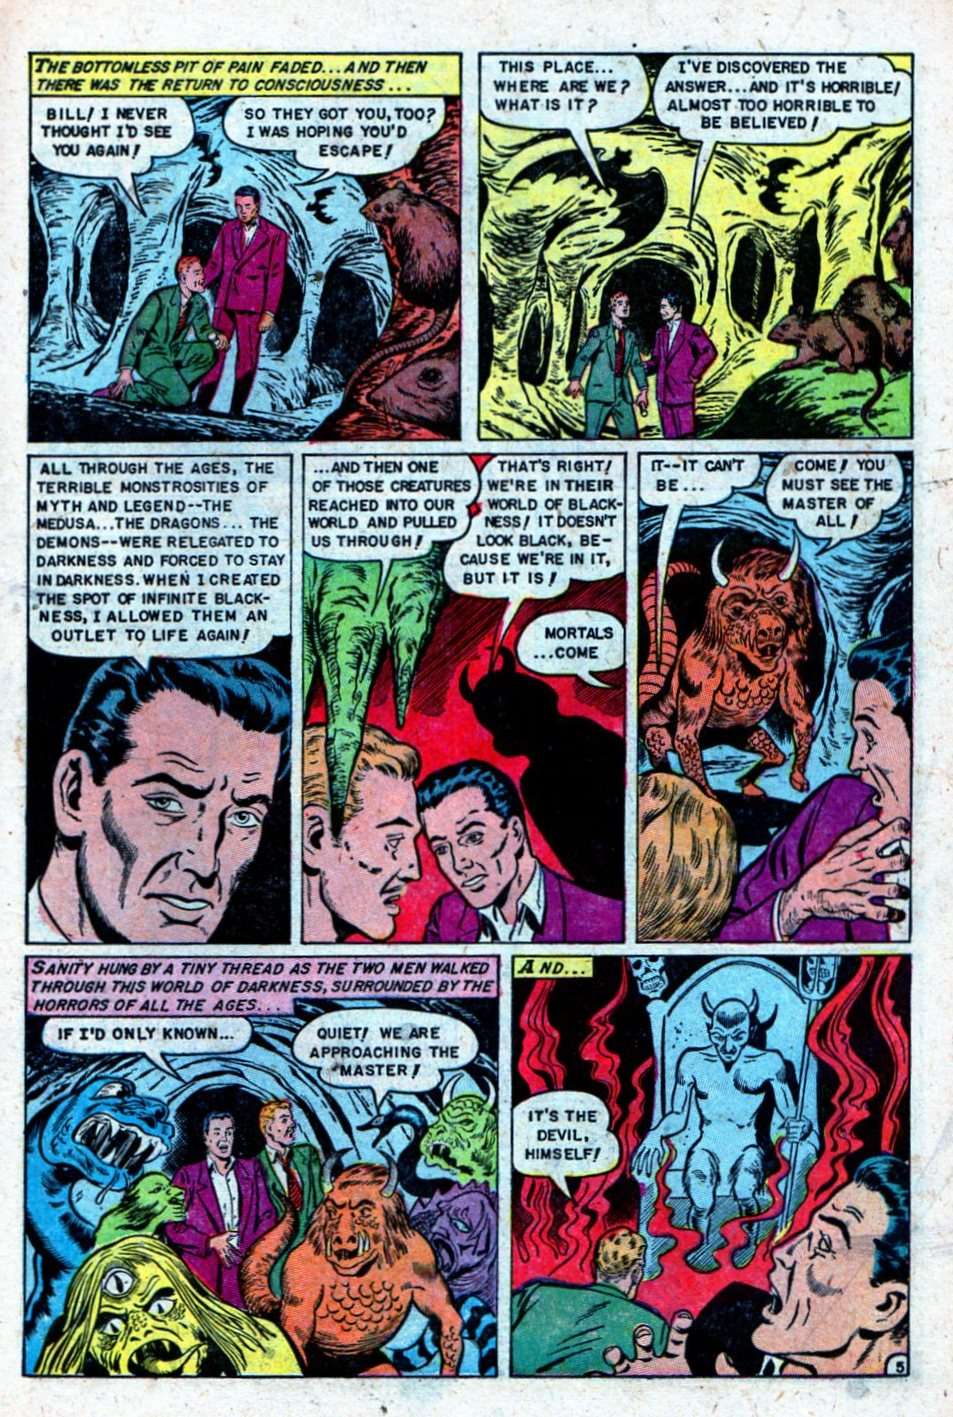 THE BOTTOMLESS PIT OF PAIN FADED...AND THEN
THERE WAS THE RETURN TO CONSCIOUSNESS...
BILL! I NEVER
THOUGHT I'D SEE
YOU AGAIN!
SO THEY GOT YOU, TOO?
I WAS HOPING YOU'D
ESCAPE!
THIS PLACE...
WHERE ARE WE?
WHAT IS IT?
I'VE DISCOVERED THE
ANSWER...AND IT'S HORRIBLE!
ALMOST TOO HORRIBLE TO
BE BELIEVED!
ALL THROUGH THE AGES, THE
TERRIBLE MONSTROSITIES OF
MYTH AND LEGEND--THE
MEDUSA...THE DRAGONS... THE
DEMONS--WERE RELEGATED TO
DARKNESS AND FORCED TO STAY
IN DARKNESS. WHEN I CREATED
THE SPOT OF INFINITE BLACK-
NESS, I ALLOWED THEM AN
OUTLET TO LIFE AGAIN!
...AND THEN ONE
OF THOSE CREATURES
REACHED INTO OUR
WORLD AND PULLED
US THROUGH!
THAT'S RIGHT!
WE'RE IN THEIR
WORLD OF BLACK-
NESS! IT DOESN'T
LOOK BLACK, BE-
CAUSE WE'RE IN IT,
BUT IT IS!
MORTALS
...COME
IT--IT CAN'T
BE...
COME! YOU
MUST SEE THE
MASTER OF
ALL!
SANITY HUNG BY A TINY THREAD AS THE TWO MEN WALKED
THROUGH THIS WORLD OF DARKNESS, SURROUNDED BY THE
HORRORS OF ALL THE AGES...
IF I'D ONLY KNOWN...
QUIET! WE ARE
APPROACHING THE
MASTER!
AND...
IT'S THE
DEVIL,
HIMSELF!
5